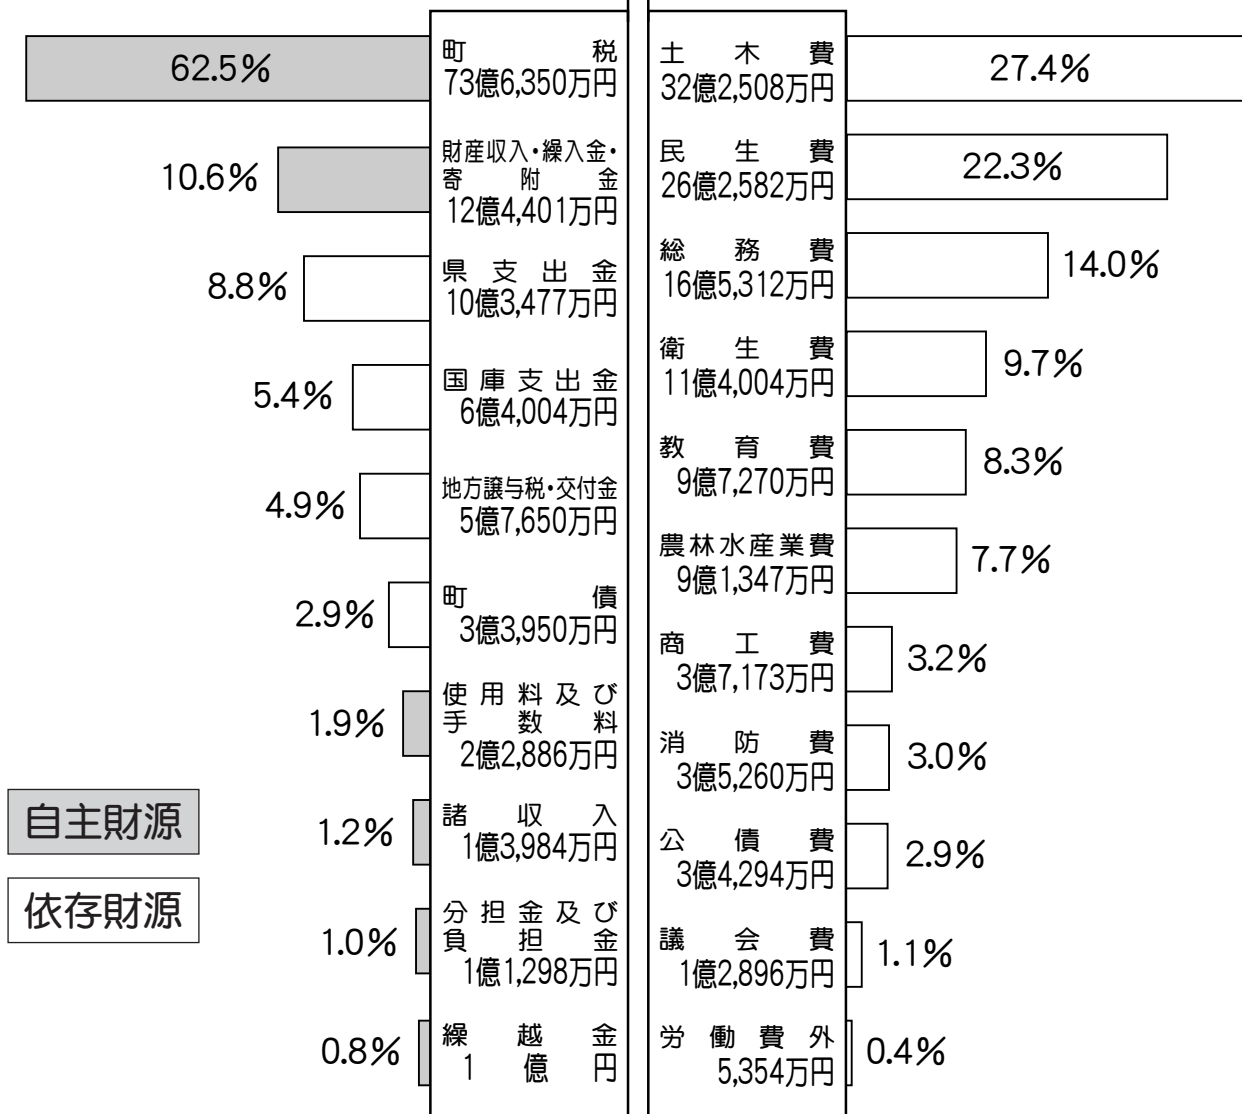 62.5%
町税
73億6,350万円
10.6%
財産収入・繰入金・
寄附金
12億4,401万円
8.8%
県支出金
10億3,477万円
5.4%
国庫支出金
6億4,004万円
4.9%
地方譲与税・交付金
5億7,650万円
2.9%
町債
3億3,950万円
1.9%
使用料及び
手数料
2億2,886万円
1.2%
諸収入
1億3,984万円
1.0%
分担金及び
負担金
1億1,298万円
0.8%
繰越金
1億円
自主財源
依存財源
土木費
32億2,508万円
27.4%
民生費
26億2,582万円
22.3%
総務費
16億5,312万円
14.0%
衛生費
11億4,004万円
9.7%
教育費
9億7,270万円
8.3%
農林水産業費
9億1,347万円
7.7%
商工費
3億7,173万円
3.2%
消防費
3億5,260万円
3.0%
公債費
3億4,294万円
2.9%
議会費
1億2,896万円
1.1%
労働費外
5,354万円
0.4%